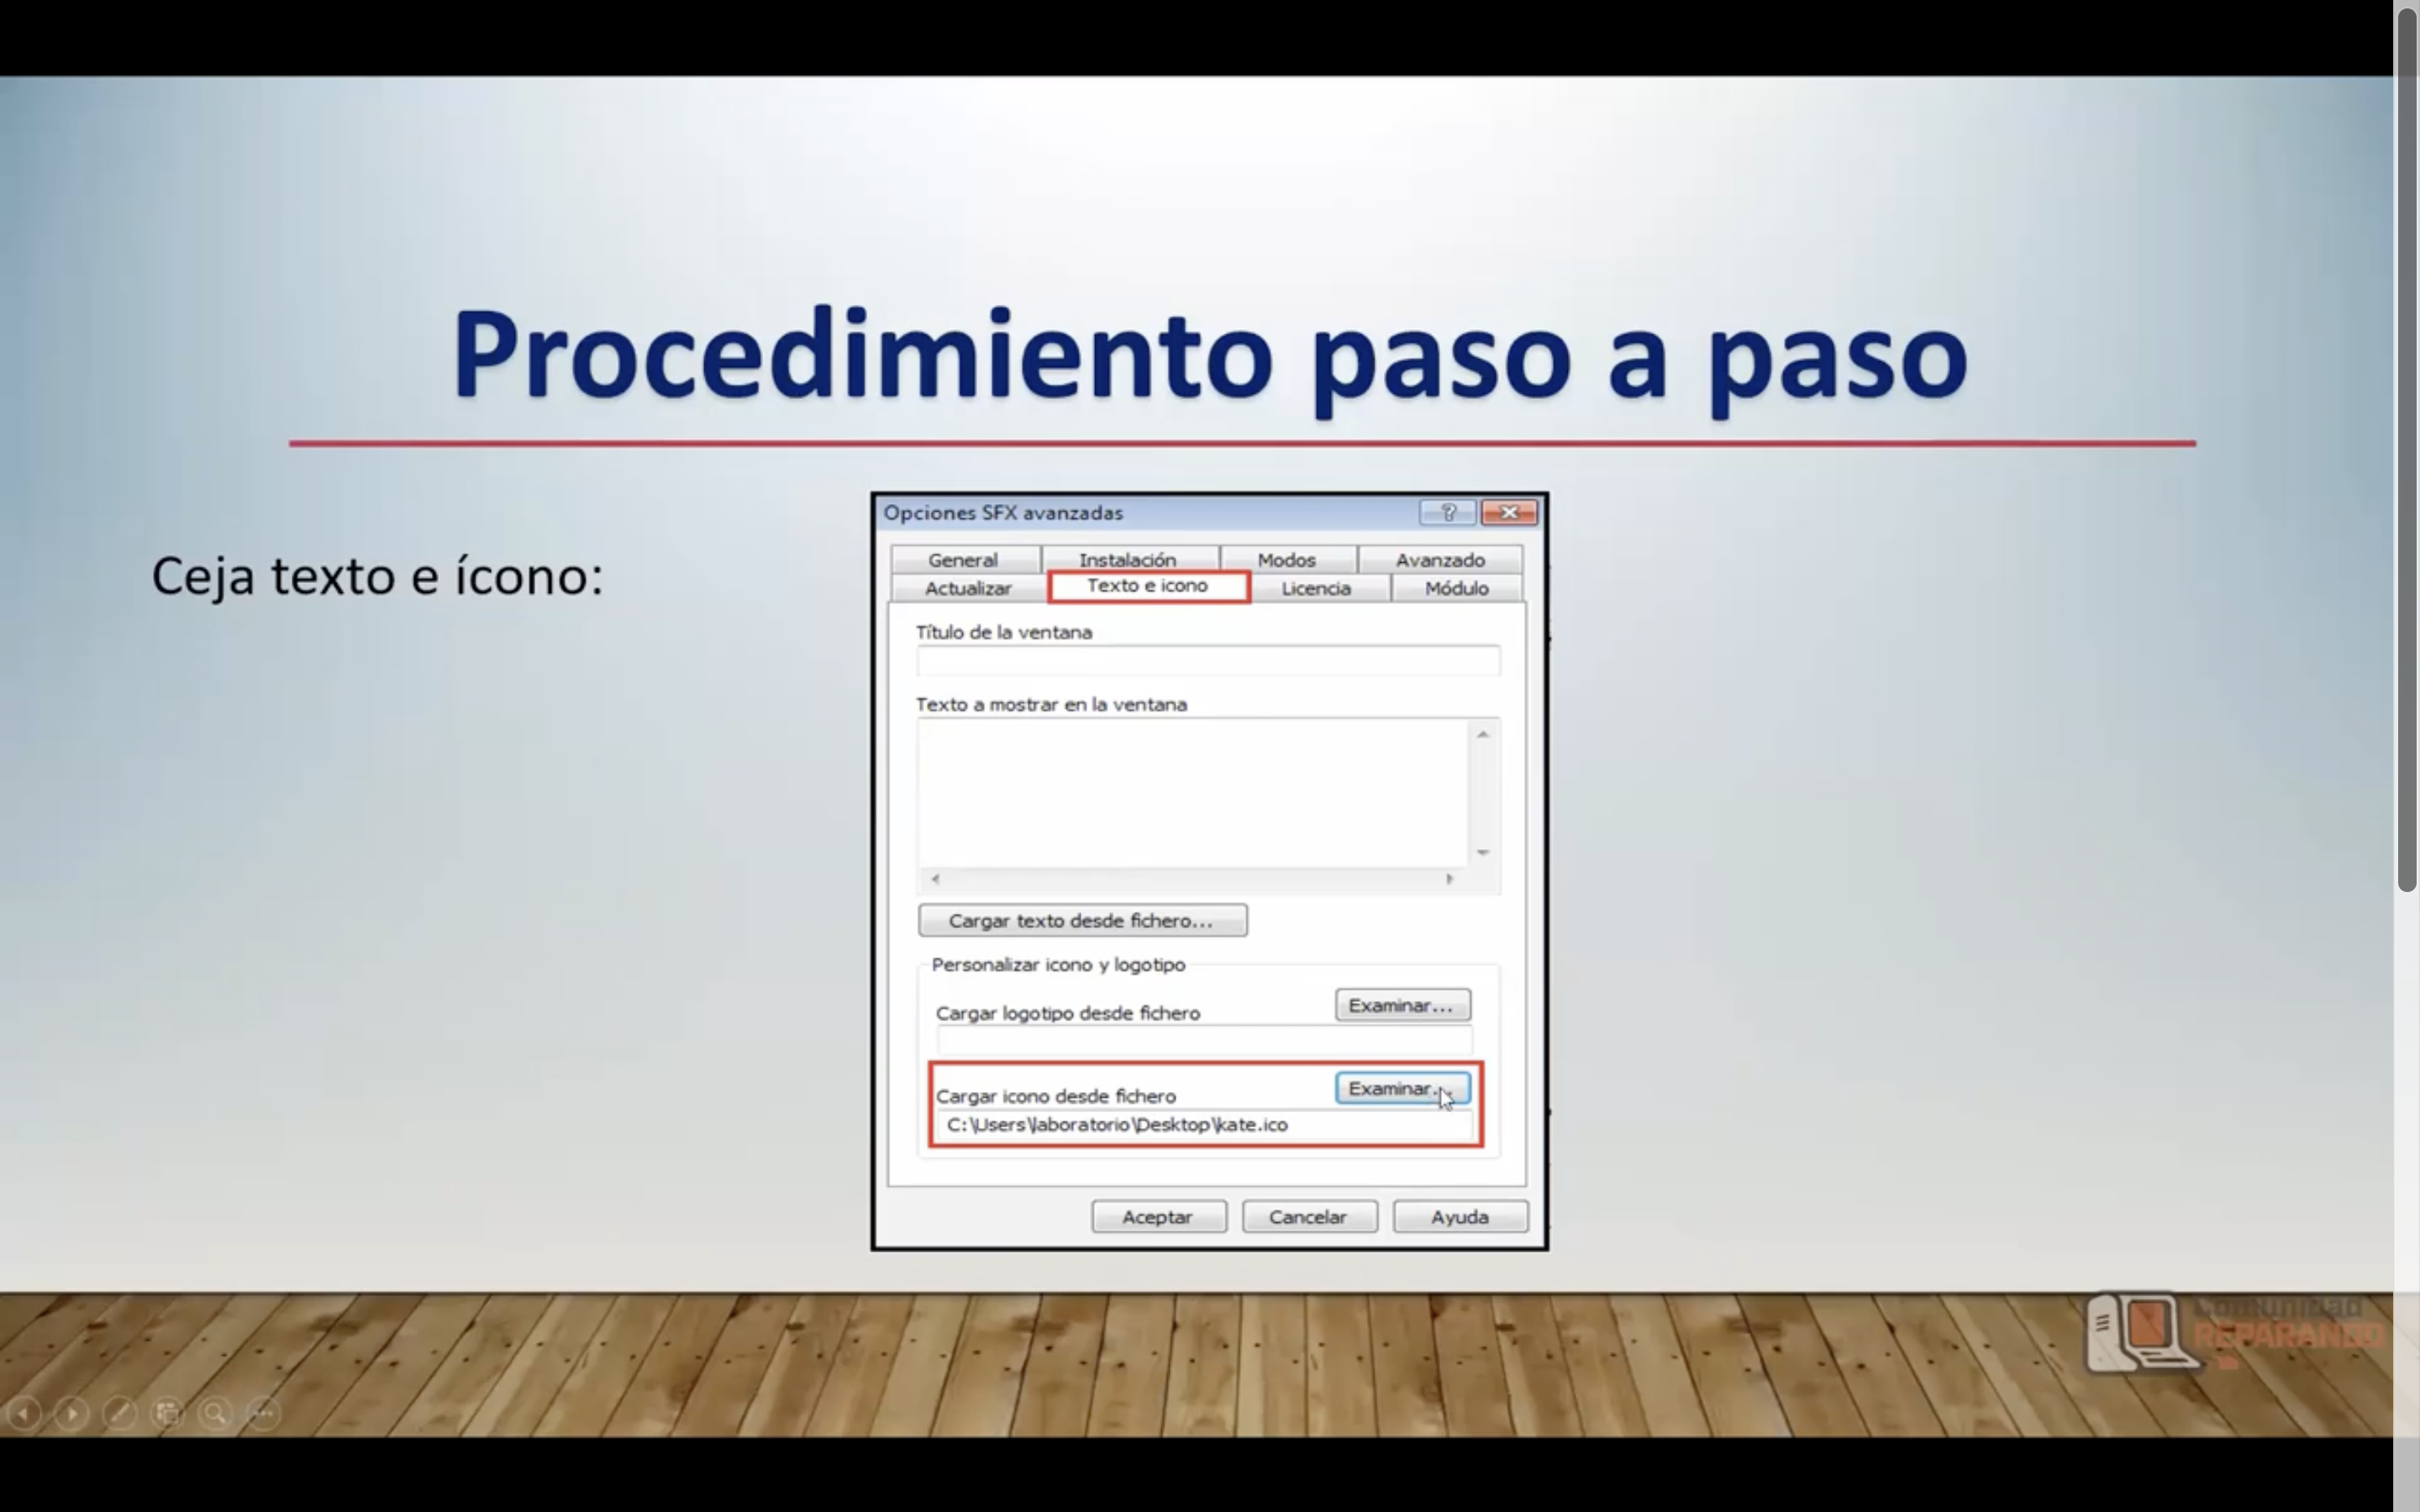 Procedimiento paso a paso
Ceja texto e ícono:
Opciones SFX avanzadas
General Instalación Modos Avanzado
Actualizar Texto e icono Licencia Módulo
Título de la ventana
Texto a mostrar en la ventana
Cargar texto desde fichero...
Personalizar icono y logotipo
Cargar logotipo desde fichero Examinar...
Cargar icono desde fichero Examinar...
C:\Users\laboratorio\Desktop\kate.ico
Aceptar Cancelar Ayuda
Comunidad
REPARANDO